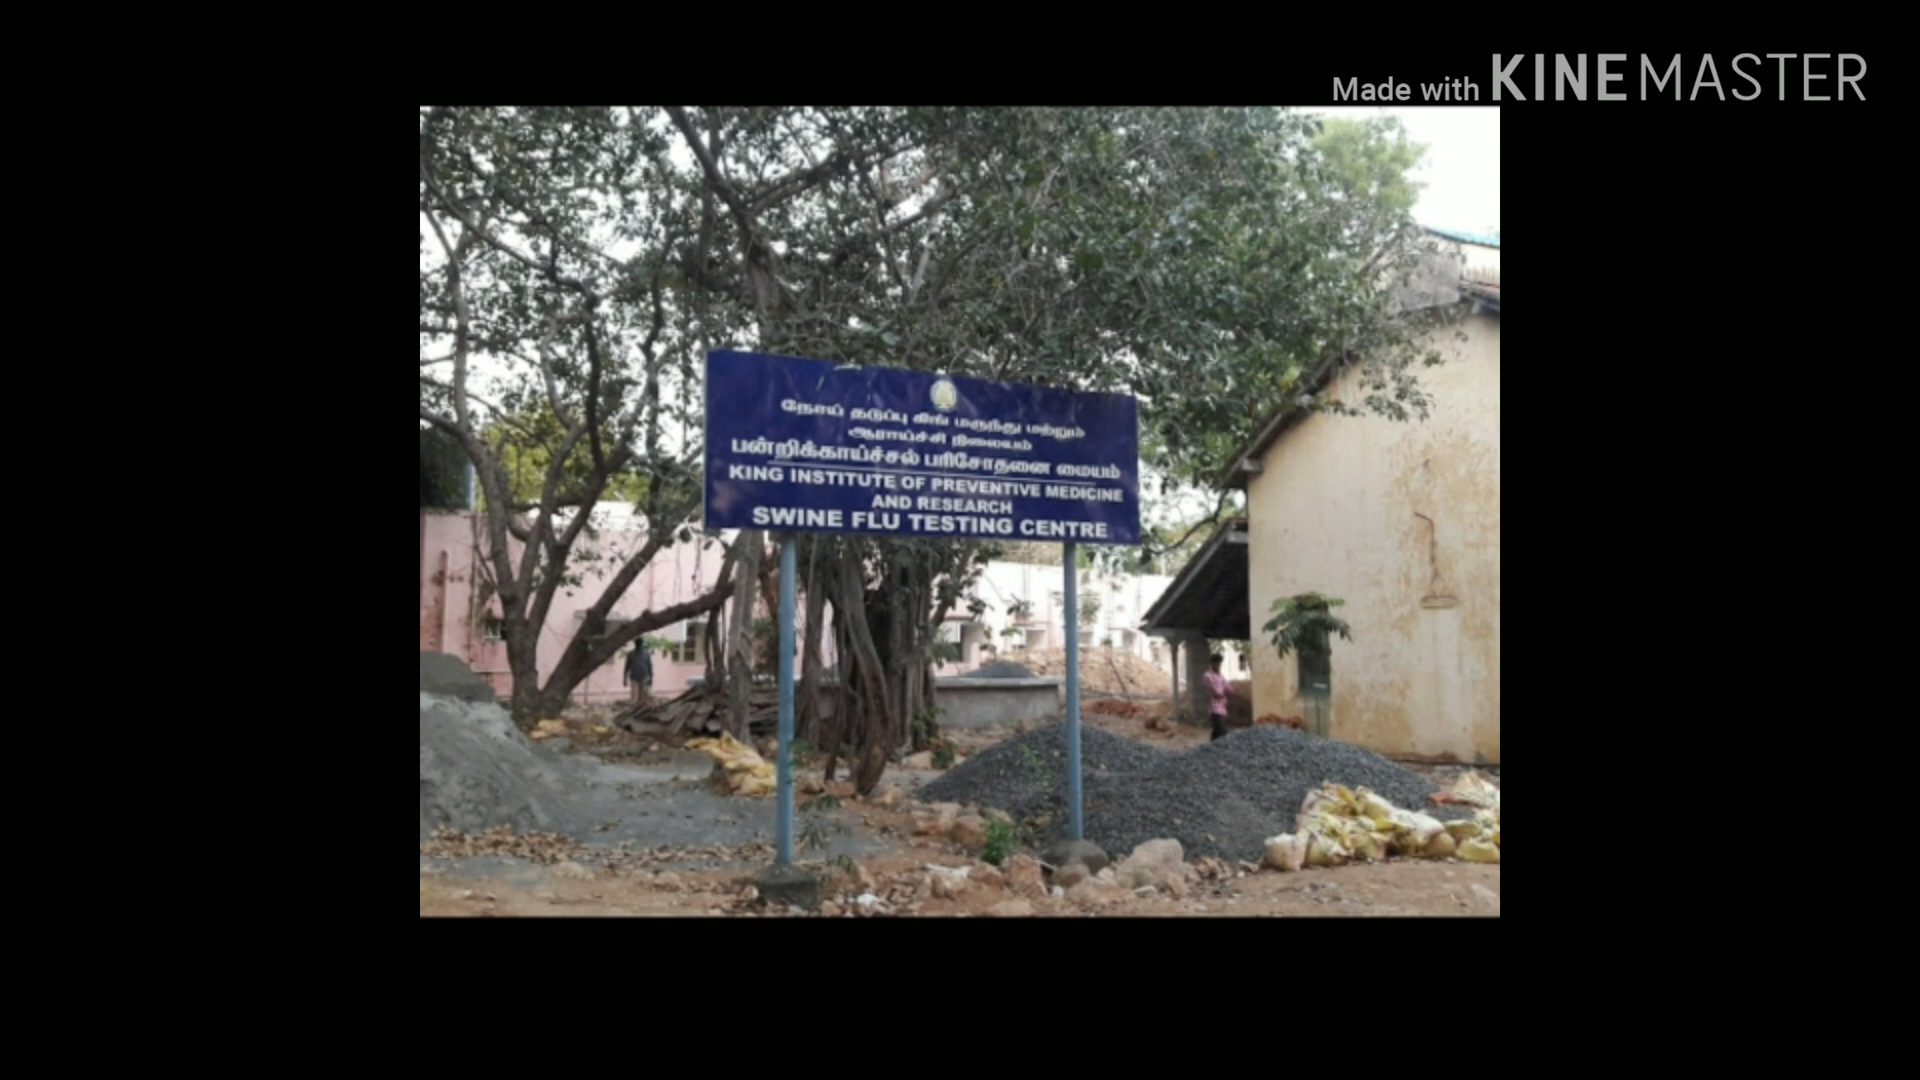 Made with KINEMASTER
நோய் தடுப்பு கிங் மருந்து மற்றும்
ஆராய்ச்சி நிலையம்
பன்றிக்காய்ச்சல் பரிசோதனை மையம்
KING INSTITUTE OF PREVENTIVE MEDICINE
AND RESEARCH
SWINE FLU TESTING CENTRE